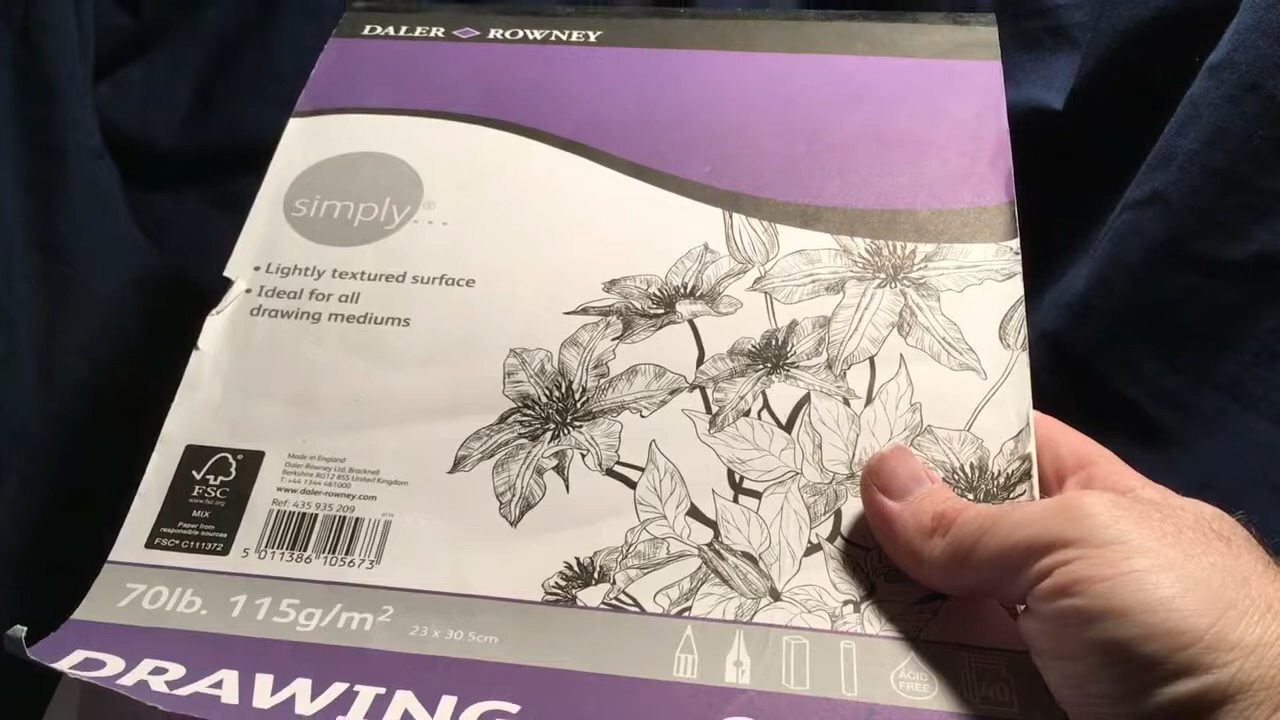 DALER ROWNEY
simply®...
• Lightly textured surface
• Ideal for all
drawing mediums
FSC
www.fsc.org
MIX
Paper from
responsible sources
FSC® C111372
Made in England
Daler-Rowney Ltd, Bracknell
Berkshire RG12 8SS United Kingdom
T: +44 1344 461000
www.daler-rowney.com
Ref: 435 935 209
5 011386 105673
70lb. 115g/m²
23 x 30.5cm
ACID
FREE
40
DRAWING